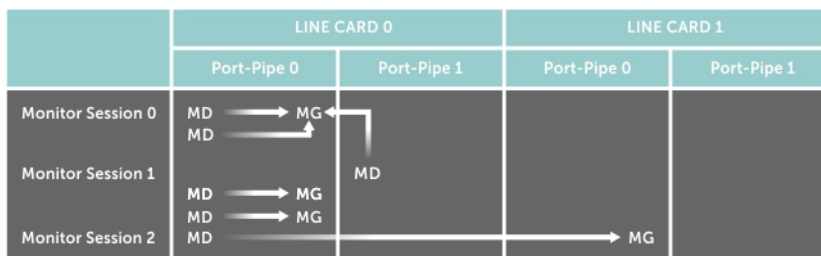 LINE CARD 0 LINE CARD 1
Port-Pipe 0 Port-Pipe 1 Port-Pipe 0 Port-Pipe 1
Monitor Session 0 MD MG
MD
Monitor Session 1 MD
MD MG
MD MG
Monitor Session 2 MD MG